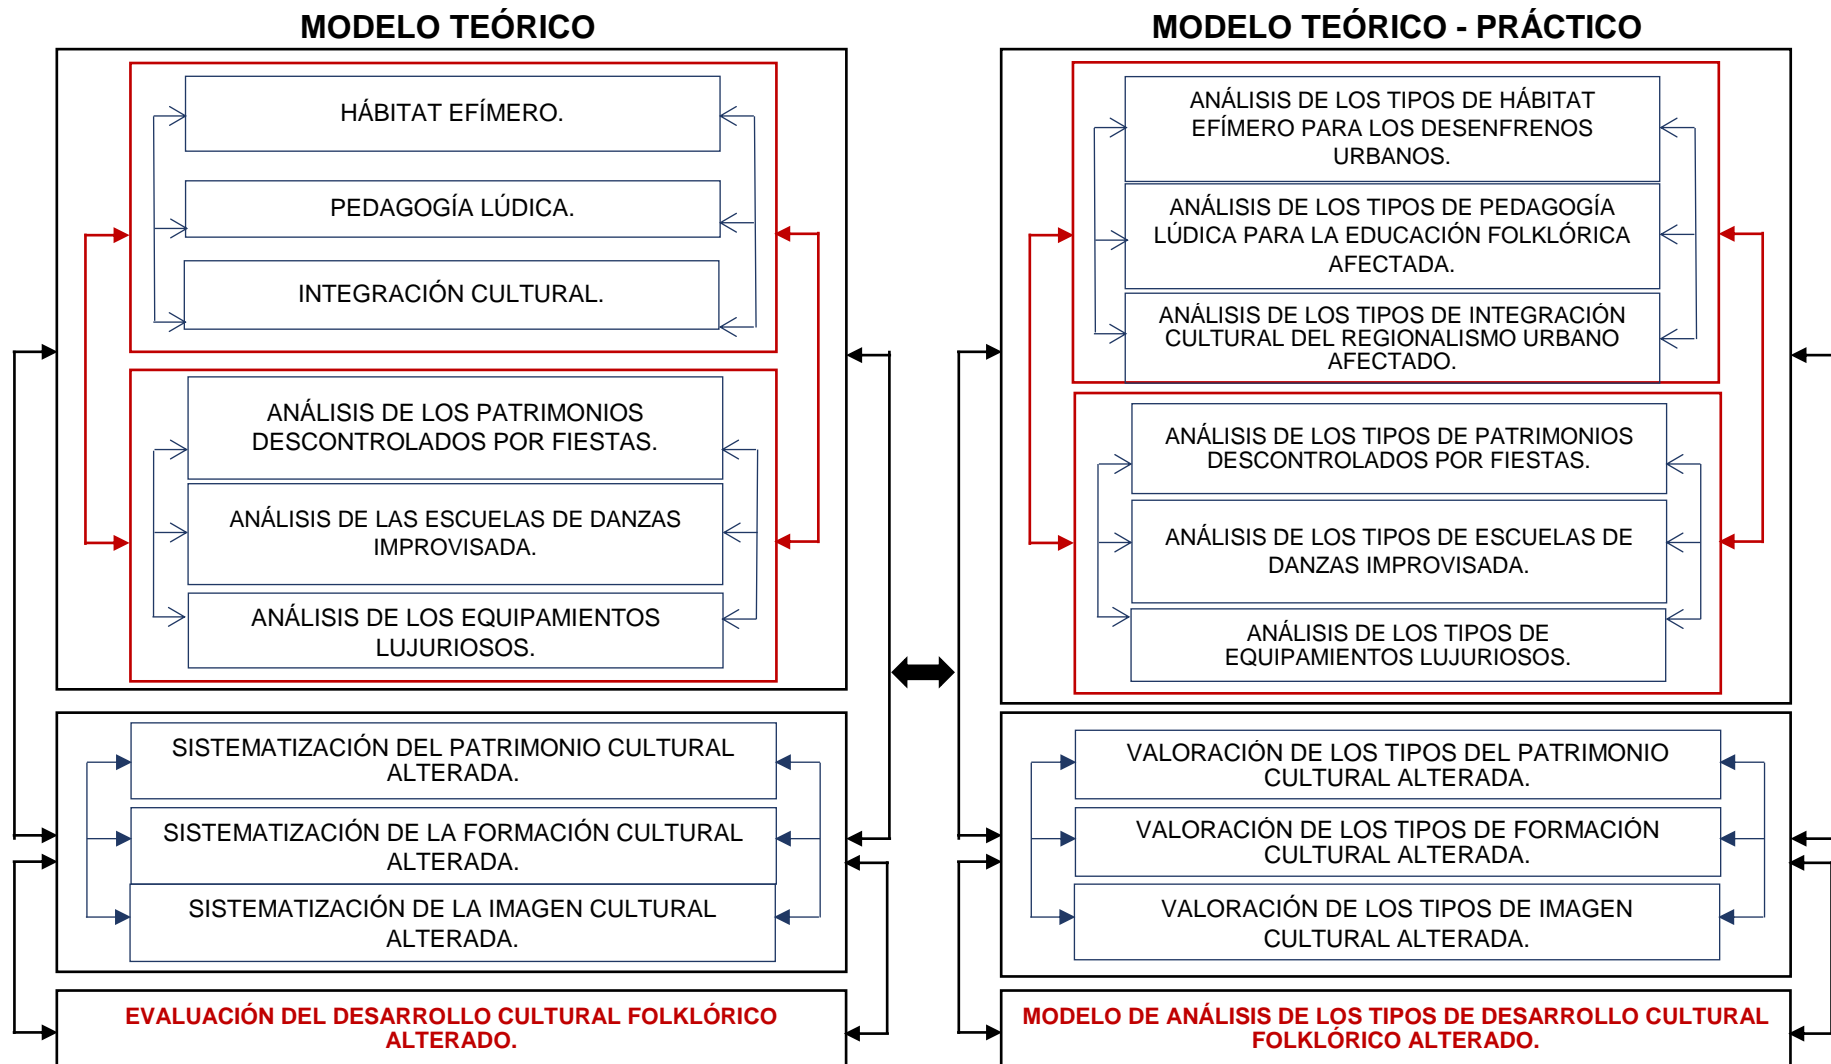 MODELO TEÓRICO
HÁBITAT EFÍMERO.
PEDAGOGÍA LÚDICA.
INTEGRACIÓN CULTURAL.
ANÁLISIS DE LOS PATRIMONIOS
DESCONTROLADOS POR FIESTAS.
ANÁLISIS DE LAS ESCUELAS DE DANZAS
IMPROVISADA.
ANÁLISIS DE LOS EQUIPAMIENTOS
LUJURIOSOS.
SISTEMATIZACIÓN DEL PATRIMONIO CULTURAL
ALTERADA.
SISTEMATIZACIÓN DE LA FORMACIÓN CULTURAL
ALTERADA.
SISTEMATIZACIÓN DE LA IMAGEN CULTURAL
ALTERADA.
EVALUACIÓN DEL DESARROLLO CULTURAL FOLKLÓRICO
ALTERADO.
MODELO TEÓRICO - PRÁCTICO
ANÁLISIS DE LOS TIPOS DE HÁBITAT
EFÍMERO PARA LOS DESENFRENOS
URBANOS.
ANÁLISIS DE LOS TIPOS DE PEDAGOGÍA
LÚDICA PARA LA EDUCACIÓN FOLKLÓRICA
AFECTADA.
ANÁLISIS DE LOS TIPOS DE INTEGRACIÓN
CULTURAL DEL REGIONALISMO URBANO
AFECTADO.
ANÁLISIS DE LOS TIPOS DE PATRIMONIOS
DESCONTROLADOS POR FIESTAS.
ANÁLISIS DE LOS TIPOS DE ESCUELAS DE
DANZAS IMPROVISADA.
ANÁLISIS DE LOS TIPOS DE
EQUIPAMIENTOS LUJURIOSOS.
VALORACIÓN DE LOS TIPOS DEL PATRIMONIO
CULTURAL ALTERADA.
VALORACIÓN DE LOS TIPOS DE FORMACIÓN
CULTURAL ALTERADA.
VALORACIÓN DE LOS TIPOS DE IMAGEN
CULTURAL ALTERADA.
MODELO DE ANÁLISIS DE LOS TIPOS DE DESARROLLO CULTURAL
FOLKLÓRICO ALTERADO.